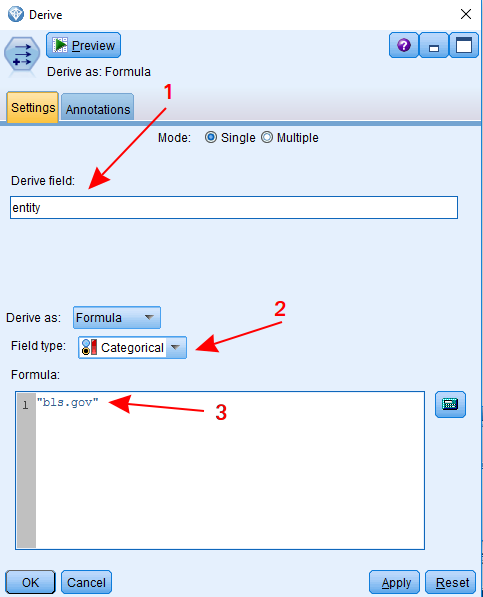 Derive
Preview
?
Derive as: Formula
Settings
Annotations
1
Mode:
Single
Multiple
Derive field:
entity
Derive as:
Formula
2
Field type:
Categorical
Formula:
1
"bls.gov"
3
OK
Cancel
Apply
Reset